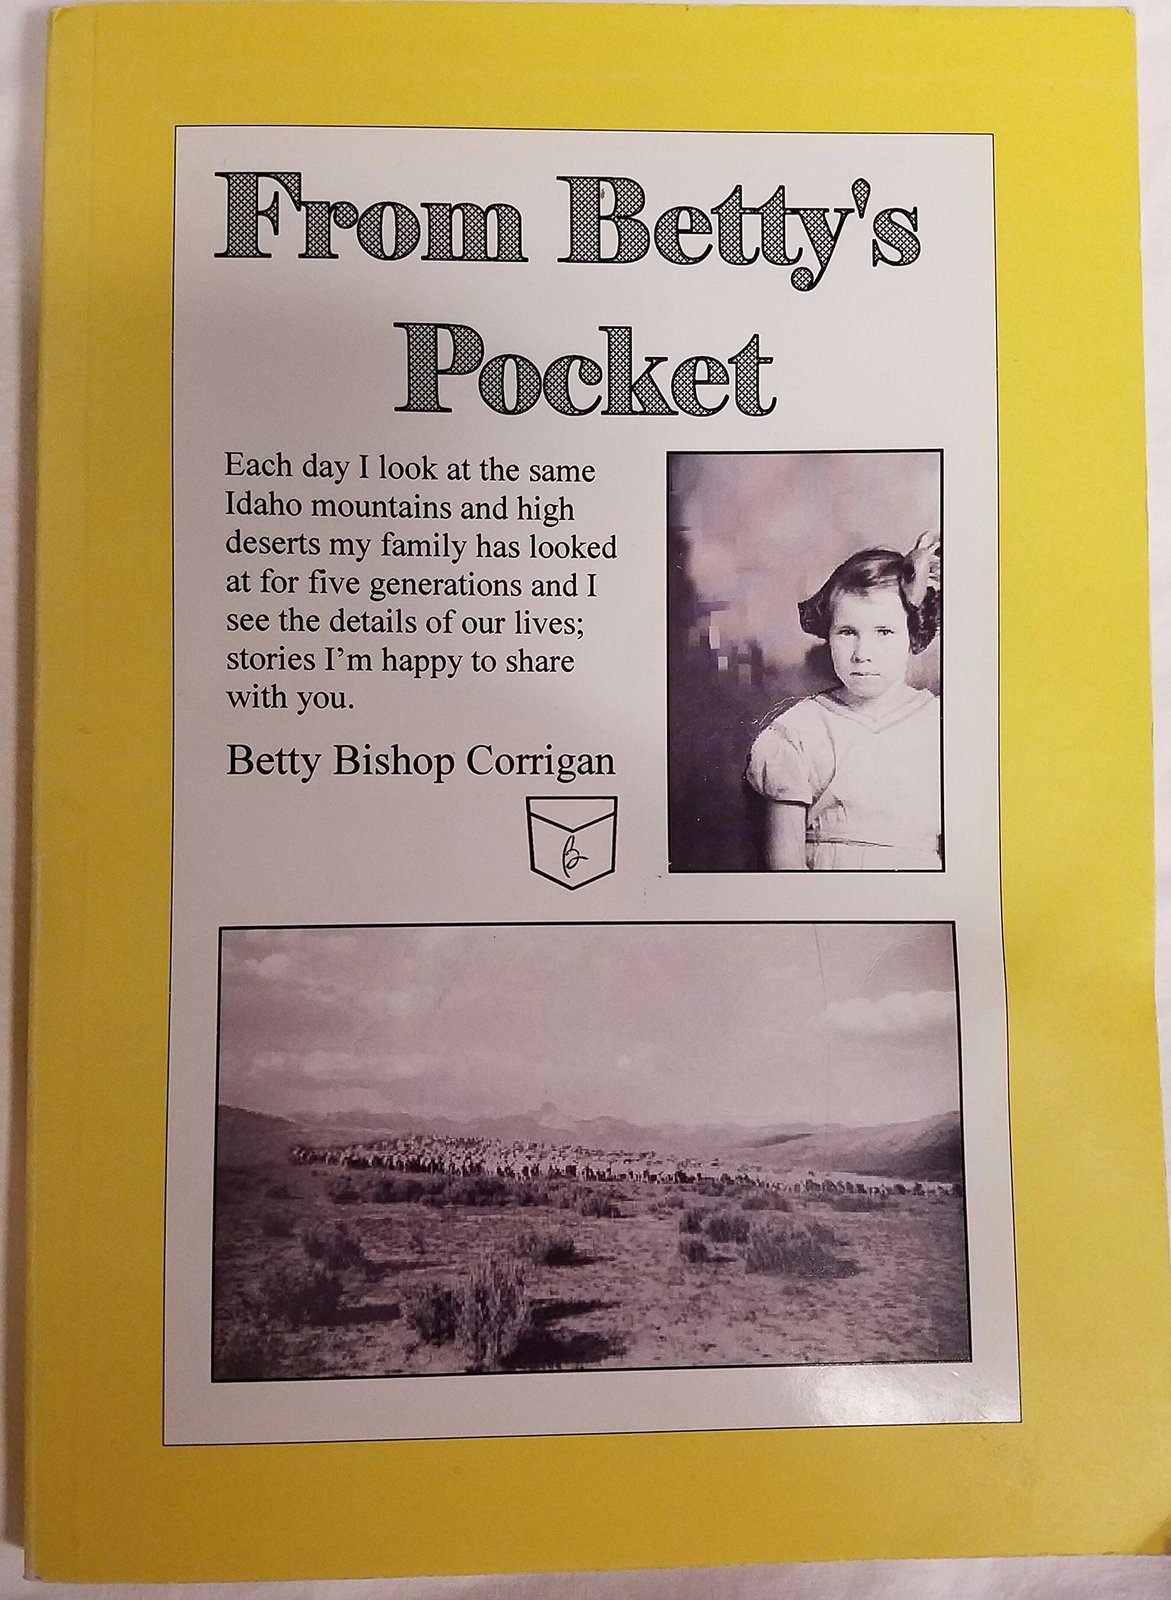 From Betty's
Pocket
Each day I look at the same
Idaho mountains and high
deserts my family has looked
at for five generations and I
see the details of our lives;
stories I'm happy to share
with you.
Betty Bishop Corrigan
B